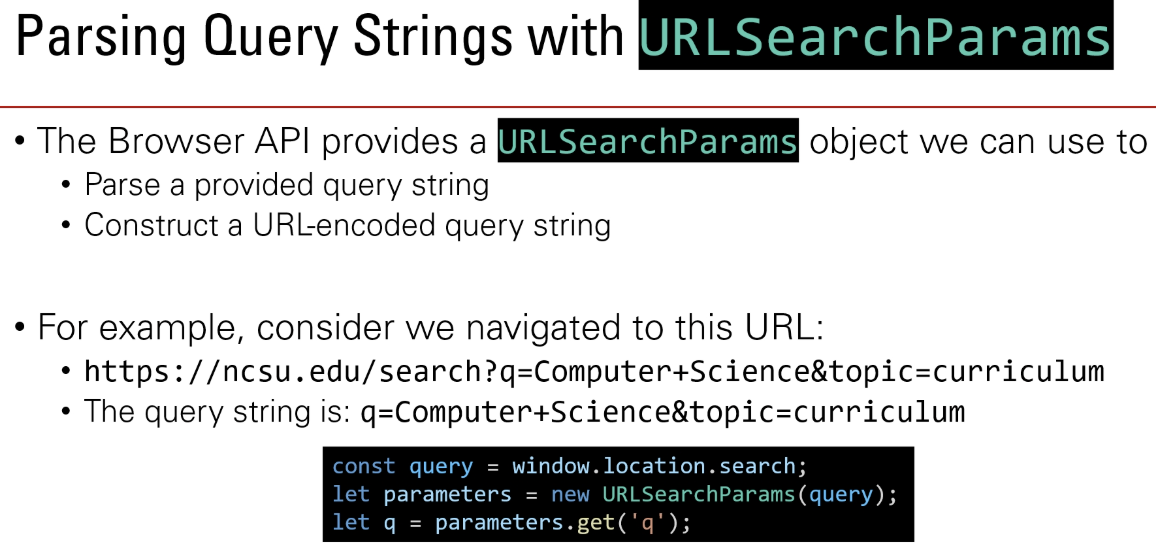 Parsing Query Strings with URLSearchParams
• The Browser API provides a URLSearchParams object we can use to
• Parse a provided query string
• Construct a URL-encoded query string
• For example, consider we navigated to this URL:
• https://ncsu.edu/search?q=Computer+Science&topic=curriculum
• The query string is: q=Computer+Science&topic=curriculum
const query = window.location.search;
let parameters = new URLSearchParams(query);
let q = parameters.get('q');